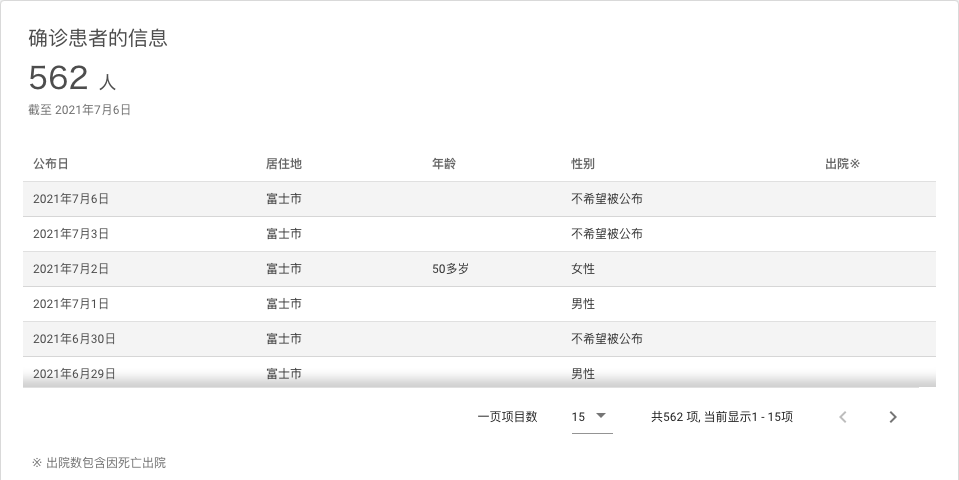 确诊患者的信息
562 人
截至 2021年7月6日
公布日 居住地 年龄 性别 出院※
2021年7月6日 富士市 不希望被公布
2021年7月3日 富士市 不希望被公布
2021年7月2日 富士市 50多岁 女性
2021年7月1日 富士市 男性
2021年6月30日 富士市 不希望被公布
2021年6月29日 富士市 男性
一页项目数 15 共562 项, 当前显示1 - 15项
※ 出院数包含因死亡出院